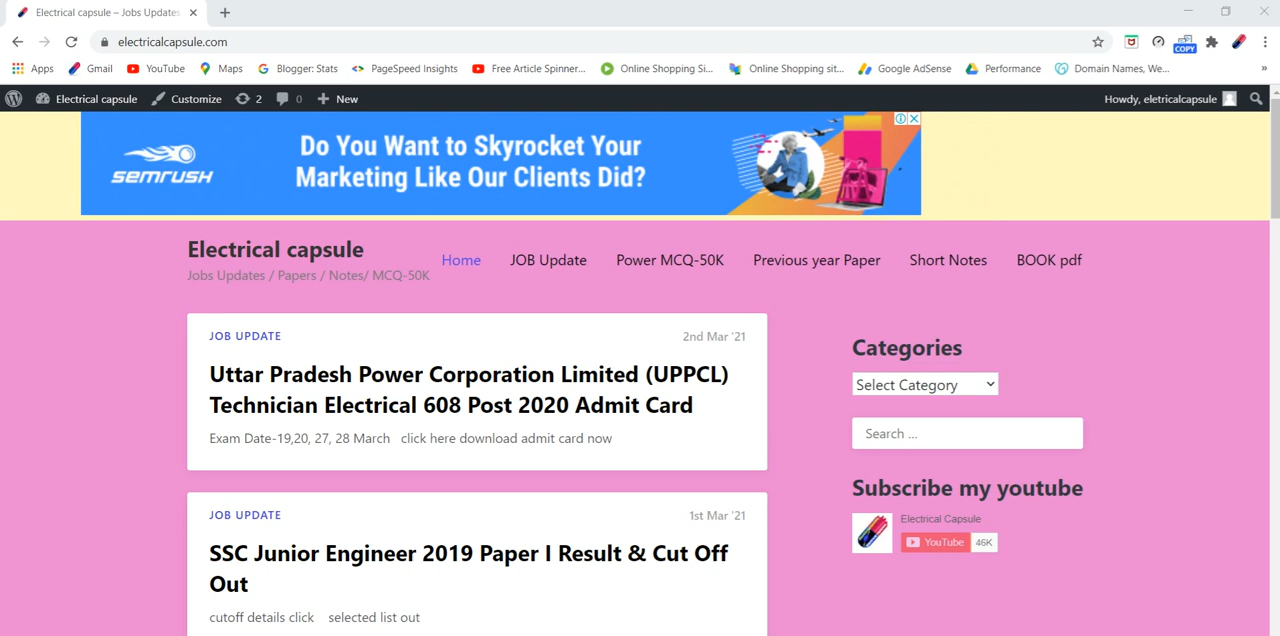 Electrical capsule – Jobs Updates
electricalcapsule.com
COPY
Apps Gmail YouTube Maps Blogger: Stats PageSpeed Insights Free Article Spinner... Online Shopping Si... Online Shopping sit... Google AdSense Performance Domain Names, We... »
Electrical capsule Customize 2 0 New Howdy, eletricalcapsule
semrush
Do You Want to Skyrocket Your
Marketing Like Our Clients Did?
Electrical capsule
Jobs Updates / Papers / Notes/ MCQ-50K
Home JOB Update Power MCQ-50K Previous year Paper Short Notes BOOK pdf
JOB UPDATE 2nd Mar '21
Uttar Pradesh Power Corporation Limited (UPPCL)
Technician Electrical 608 Post 2020 Admit Card
Exam Date-19,20, 27, 28 March click here download admit card now
JOB UPDATE 1st Mar '21
SSC Junior Engineer 2019 Paper I Result & Cut Off
Out
cutoff details click selected list out
Categories
Select Category
Search ...
Subscribe my youtube
Electrical Capsule
YouTube 46K